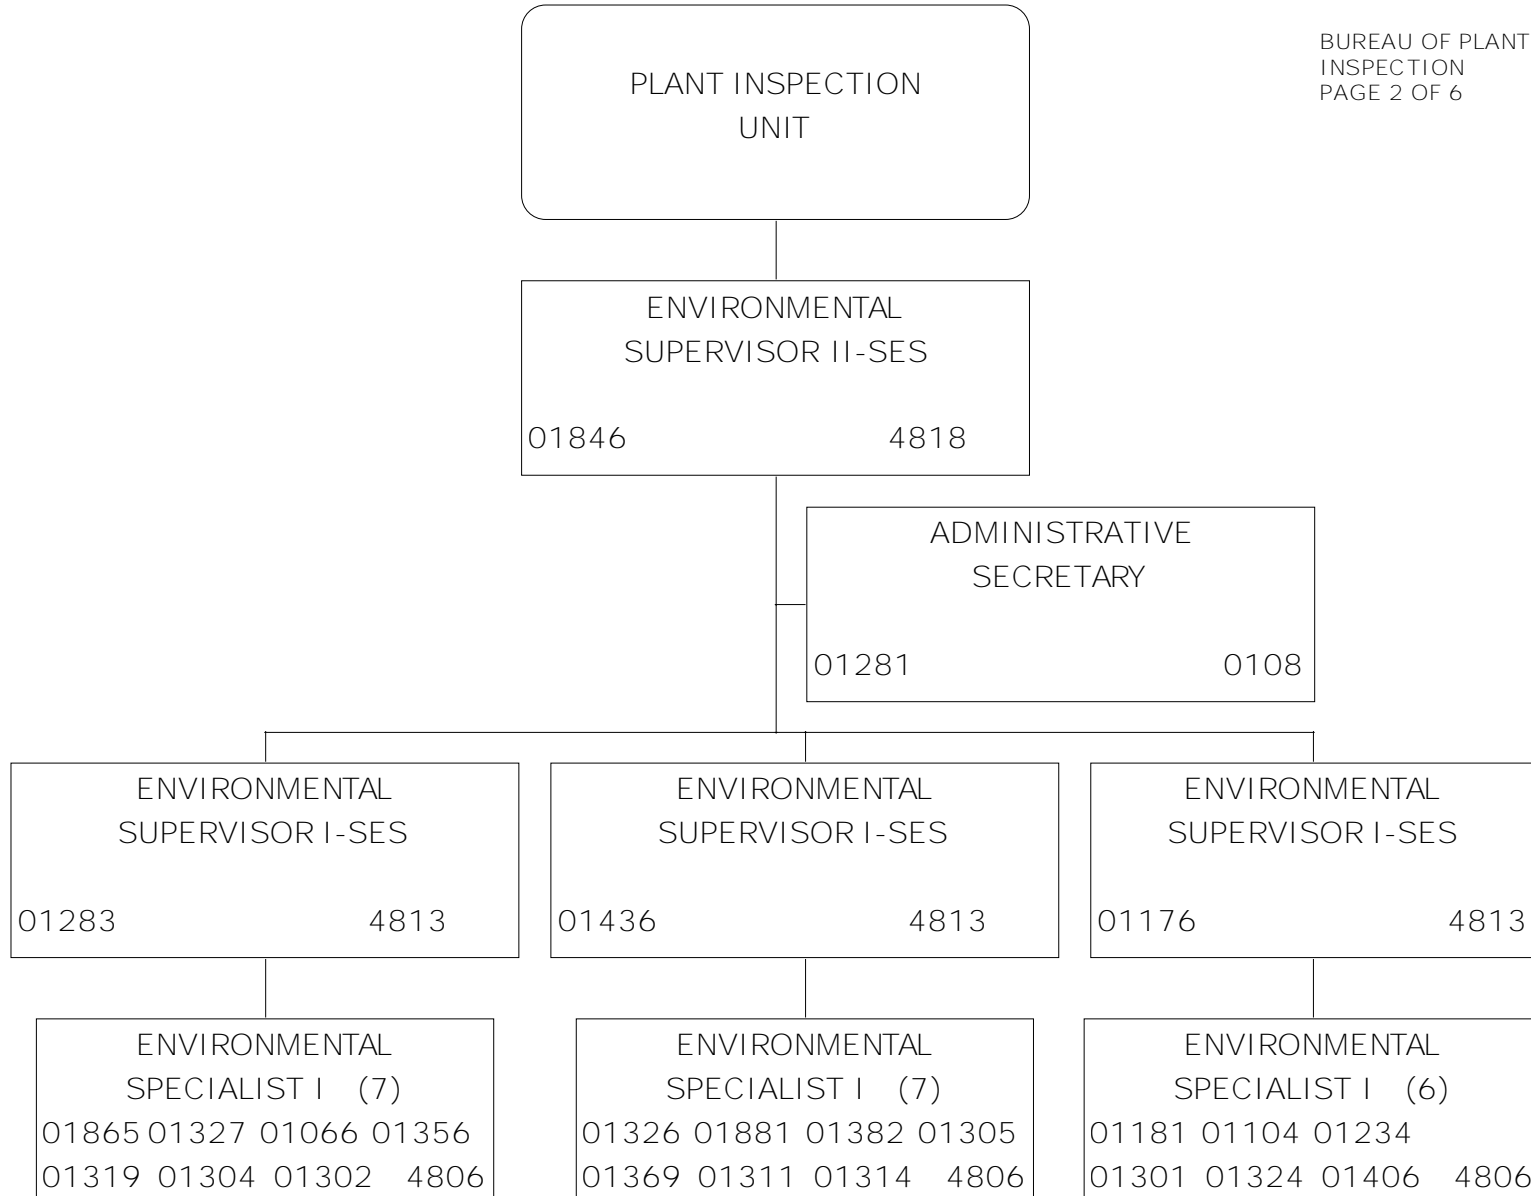 BUREAU OF PLANT
INSPECTION
PAGE 2 OF 6
PLANT INSPECTION
UNIT
ENVIRONMENTAL
SUPERVISOR II-SES
01846 4818
ADMINISTRATIVE
SECRETARY
01281 0108
ENVIRONMENTAL
SUPERVISOR I-SES
01283 4813
ENVIRONMENTAL
SUPERVISOR I-SES
01436 4813
ENVIRONMENTAL
SUPERVISOR I-SES
01176 4813
ENVIRONMENTAL
SPECIALIST I (7)
01865 01327 01066 01356
01319 01304 01302 4806
ENVIRONMENTAL
SPECIALIST I (7)
01326 01881 01382 01305
01369 01311 01314 4806
ENVIRONMENTAL
SPECIALIST I (6)
01181 01104 01234
01301 01324 01406 4806